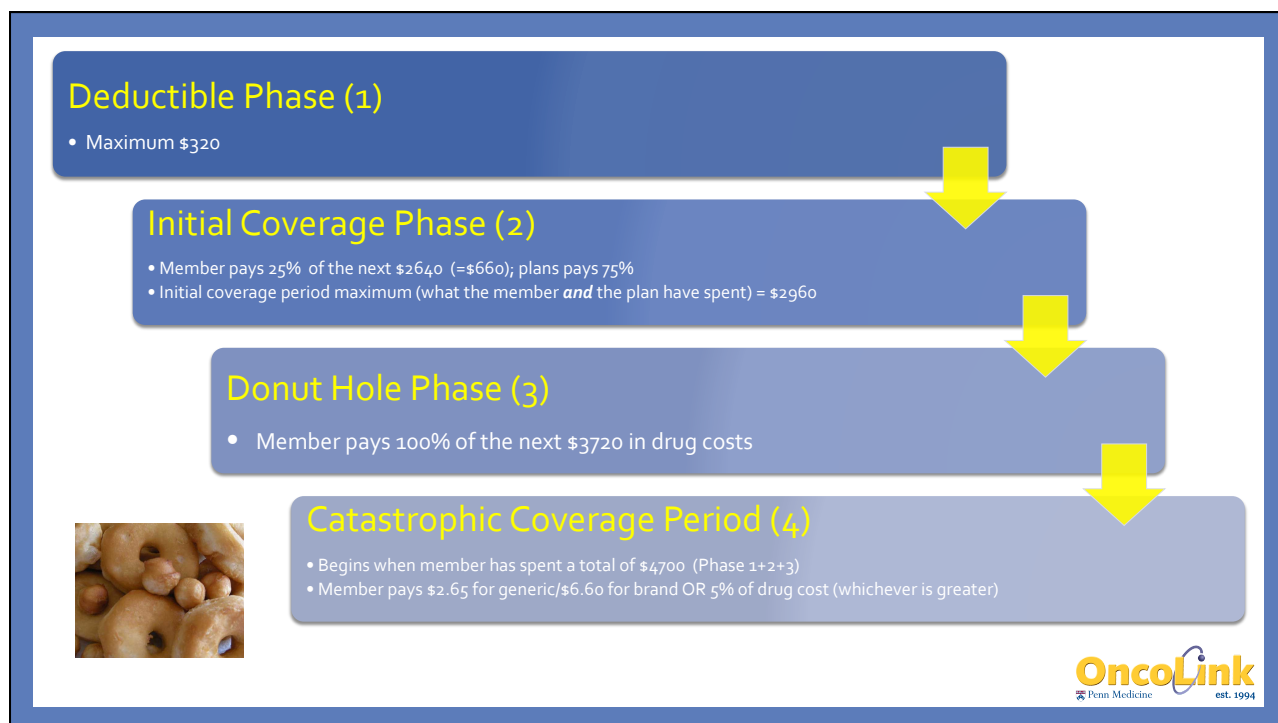 Deductible Phase (1)
• Maximum $320
Initial Coverage Phase (2)
• Member pays 25% of the next $2640 (=$660); plans pays 75%
• Initial coverage period maximum (what the member and the plan have spent) = $2960
Donut Hole Phase (3)
• Member pays 100% of the next $3720 in drug costs
Catastrophic Coverage Period (4)
• Begins when member has spent a total of $4700 (Phase 1+2+3)
• Member pays $2.65 for generic/$6.60 for brand OR 5% of drug cost (whichever is greater)
OncoLink
Penn Medicine est. 1994